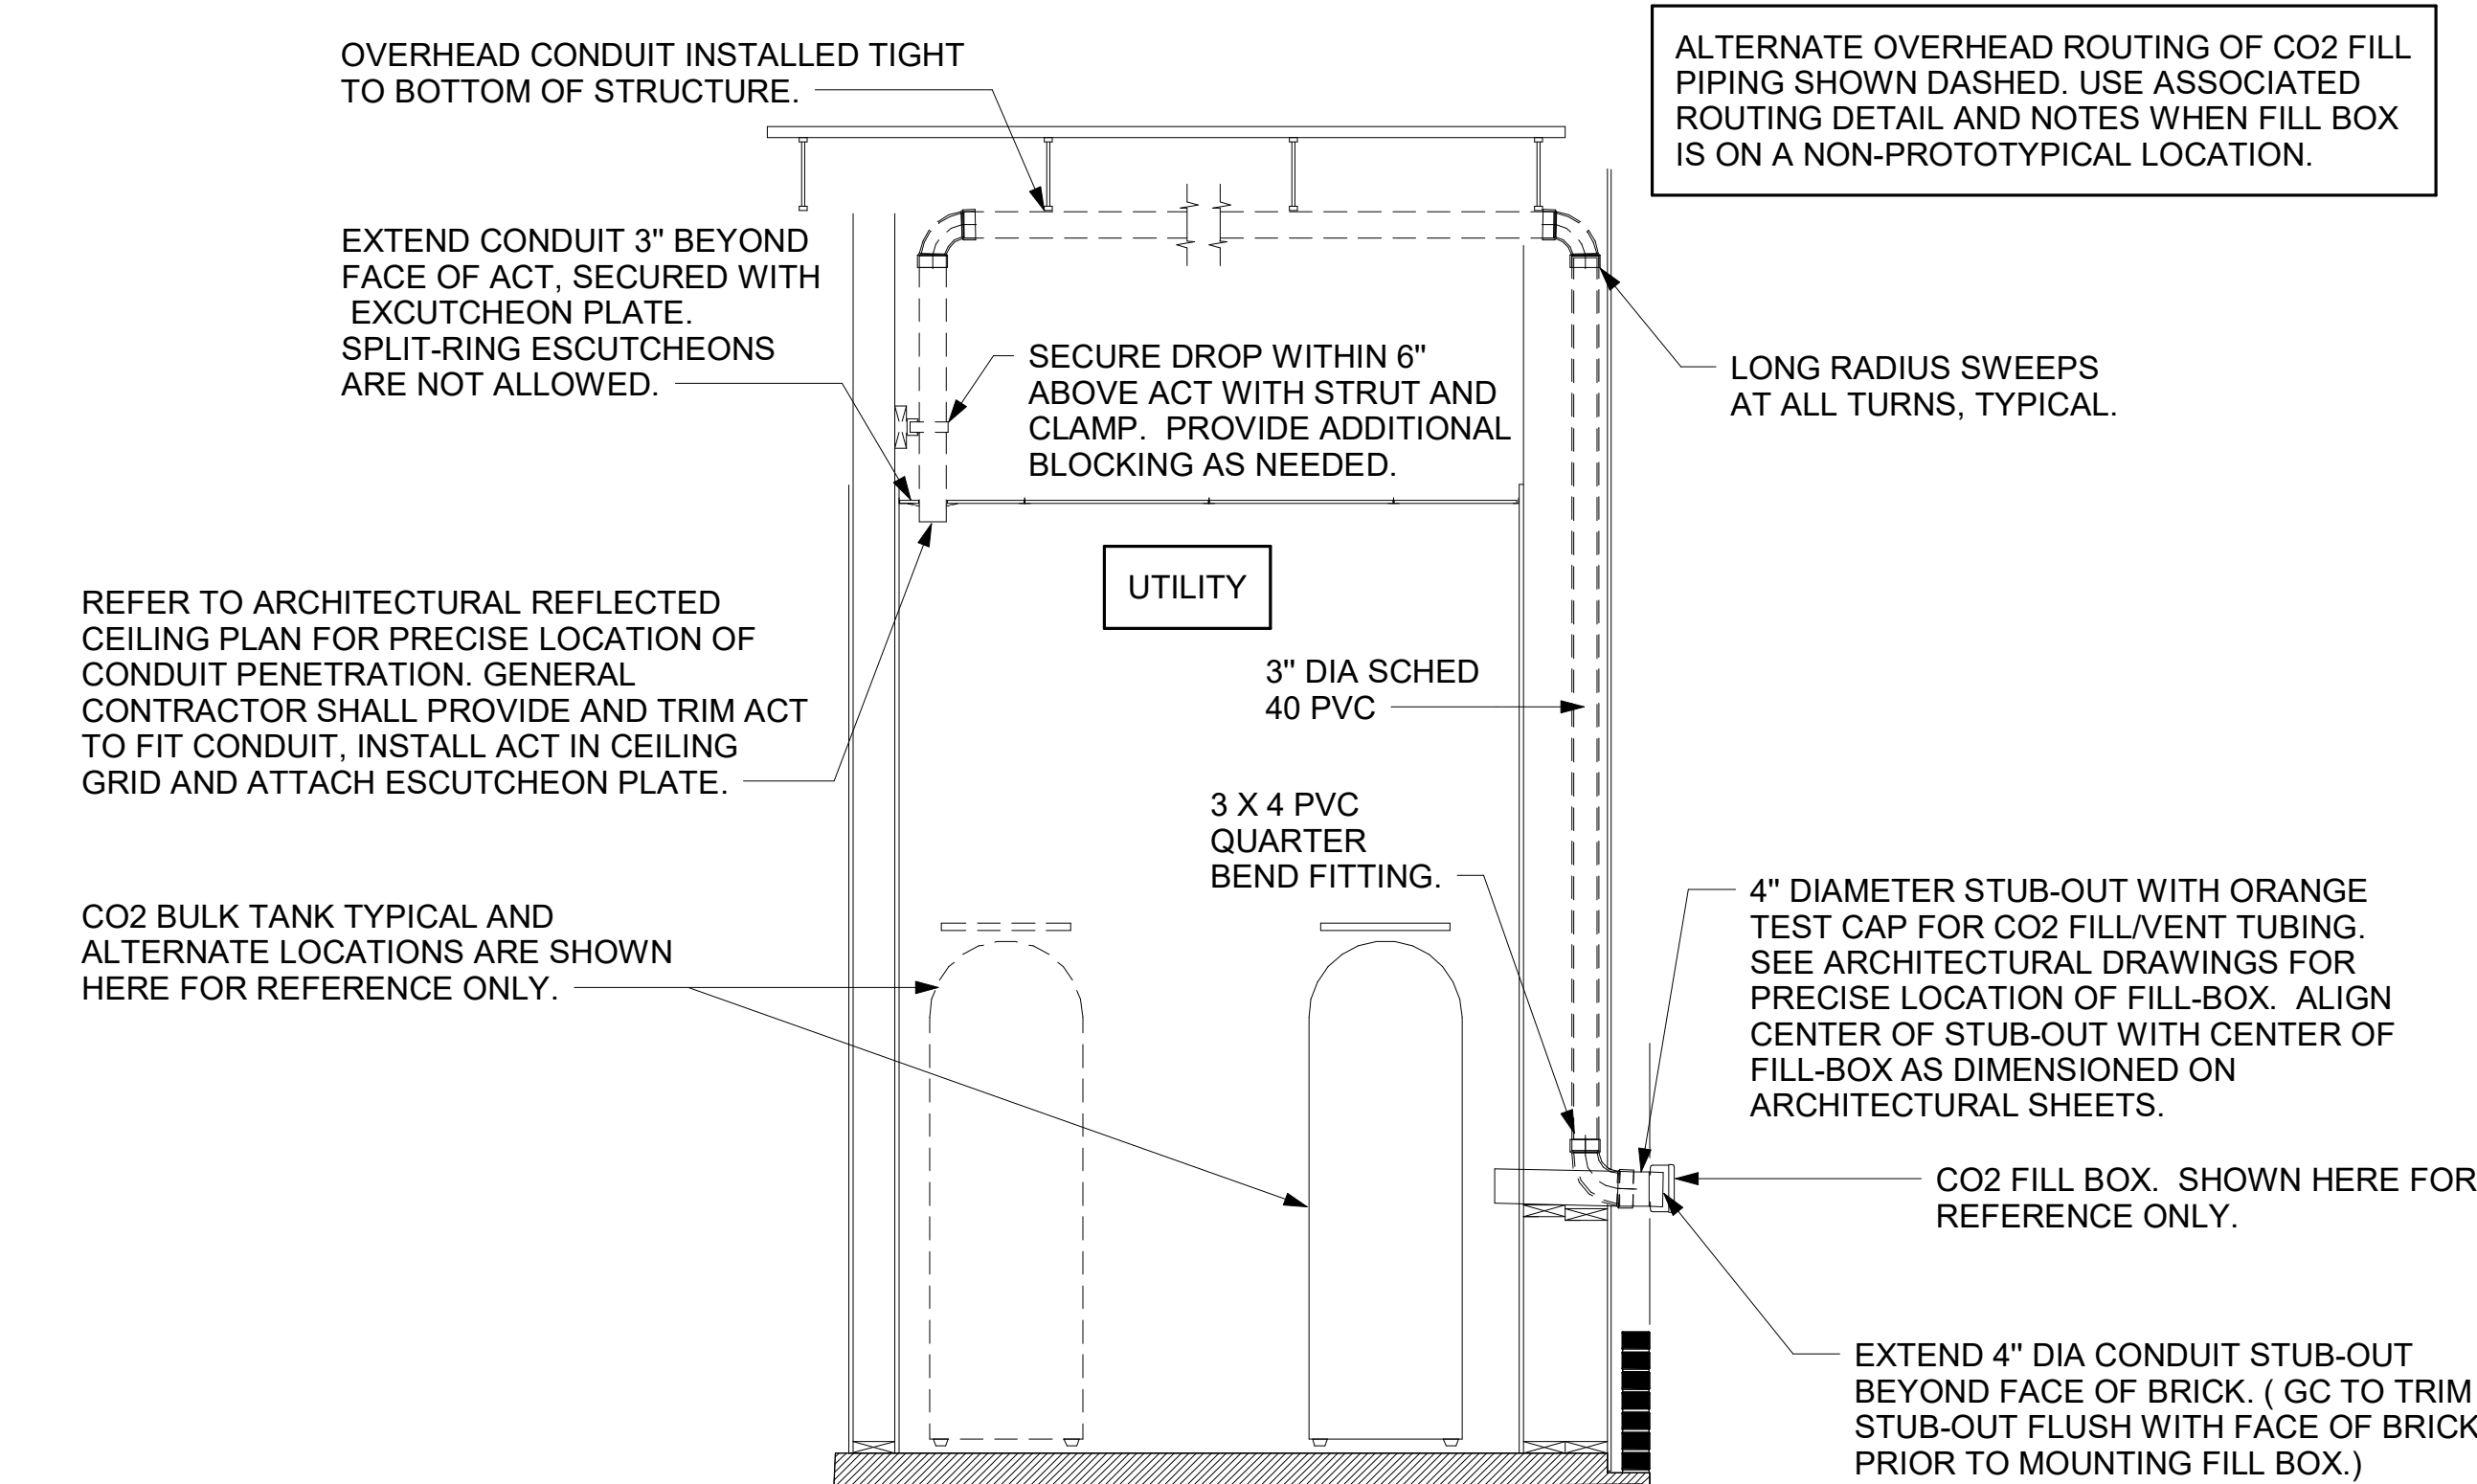 OVERHEAD CONDUIT INSTALLED TIGHT
TO BOTTOM OF STRUCTURE.
ALTERNATE OVERHEAD ROUTING OF CO2 FILL
PIPING SHOWN DASHED. USE ASSOCIATED
ROUTING DETAIL AND NOTES WHEN FILL BOX
IS ON A NON-PROTOTYPICAL LOCATION.
EXTEND CONDUIT 3" BEYOND
FACE OF ACT, SECURED WITH
EXCUTCHEON PLATE.
SPLIT-RING ESCUTCHEONS
ARE NOT ALLOWED.
SECURE DROP WITHIN 6"
ABOVE ACT WITH STRUT AND
CLAMP.  PROVIDE ADDITIONAL
BLOCKING AS NEEDED.
LONG RADIUS SWEEPS
AT ALL TURNS, TYPICAL.
UTILITY
REFER TO ARCHITECTURAL REFLECTED
CEILING PLAN FOR PRECISE LOCATION OF
CONDUIT PENETRATION. GENERAL
CONTRACTOR SHALL PROVIDE AND TRIM ACT
TO FIT CONDUIT, INSTALL ACT IN CEILING
GRID AND ATTACH ESCUTCHEON PLATE.
3" DIA SCHED
40 PVC
3 X 4 PVC
QUARTER
BEND FITTING.
CO2 BULK TANK TYPICAL AND
ALTERNATE LOCATIONS ARE SHOWN
HERE FOR REFERENCE ONLY.
4" DIAMETER STUB-OUT WITH ORANGE
TEST CAP FOR CO2 FILL/VENT TUBING.
SEE ARCHITECTURAL DRAWINGS FOR
PRECISE LOCATION OF FILL-BOX.  ALIGN
CENTER OF STUB-OUT WITH CENTER OF
FILL-BOX AS DIMENSIONED ON
ARCHITECTURAL SHEETS.
CO2 FILL BOX.  SHOWN HERE FOR
REFERENCE ONLY.
EXTEND 4" DIA CONDUIT STUB-OUT
BEYOND FACE OF BRICK. ( GC TO TRIM
STUB-OUT FLUSH WITH FACE OF BRICK
PRIOR TO MOUNTING FILL BOX.)